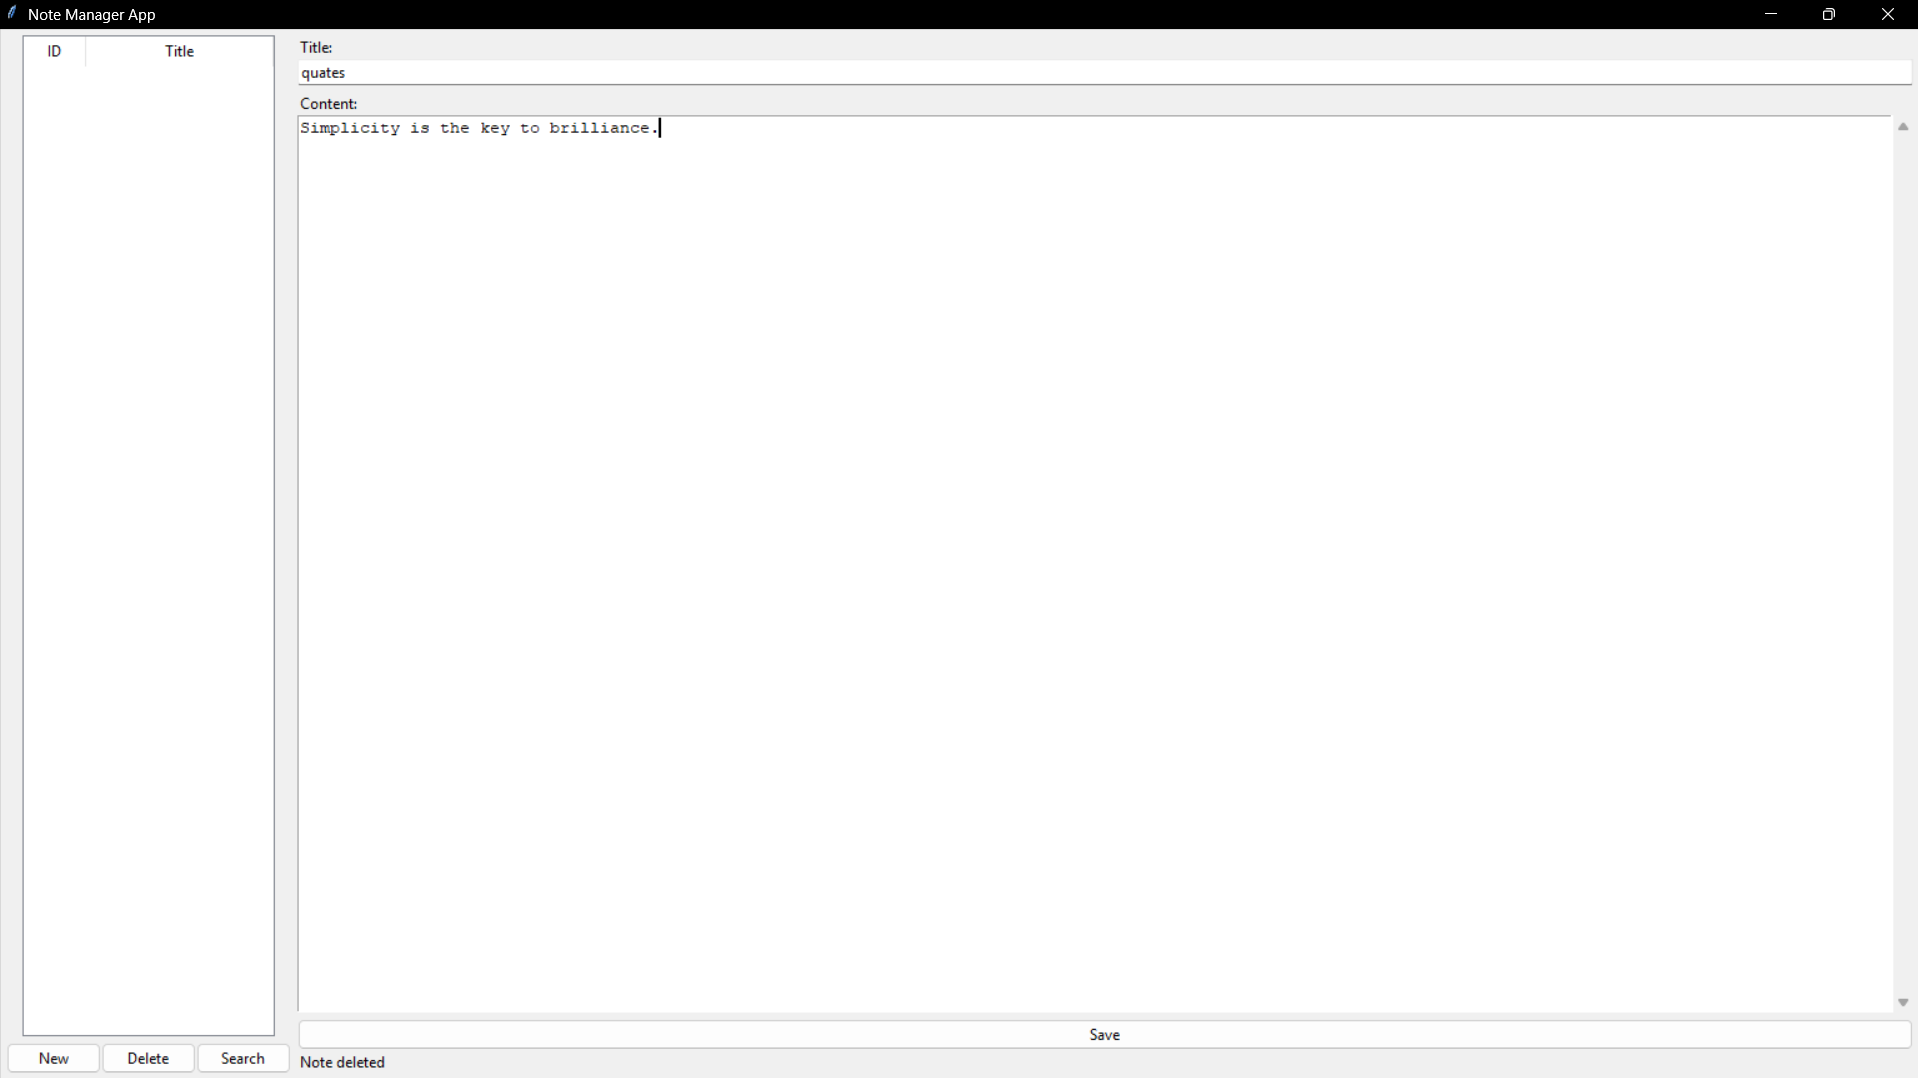 Note Manager App
ID Title
Title:
quates
Content:
Simplicity is the key to brilliance.
Save
New Delete Search Note deleted